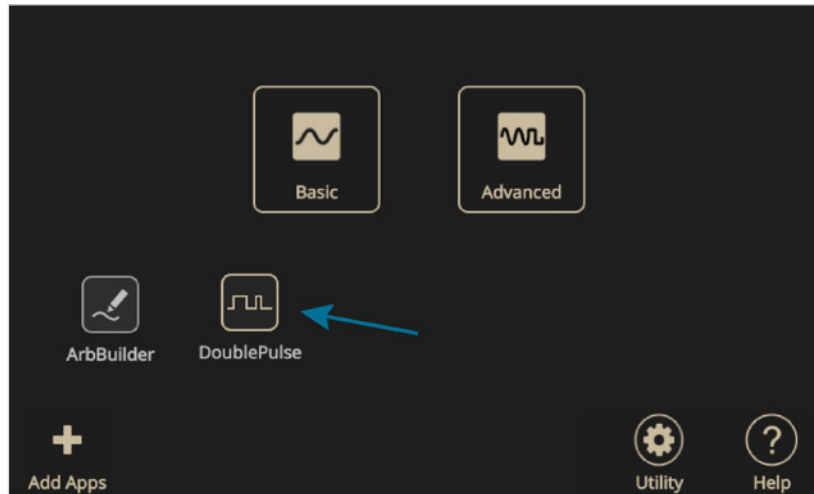 Basic
Advanced
ArbBuilder
DoublePulse
Add Apps
Utility
?
Help